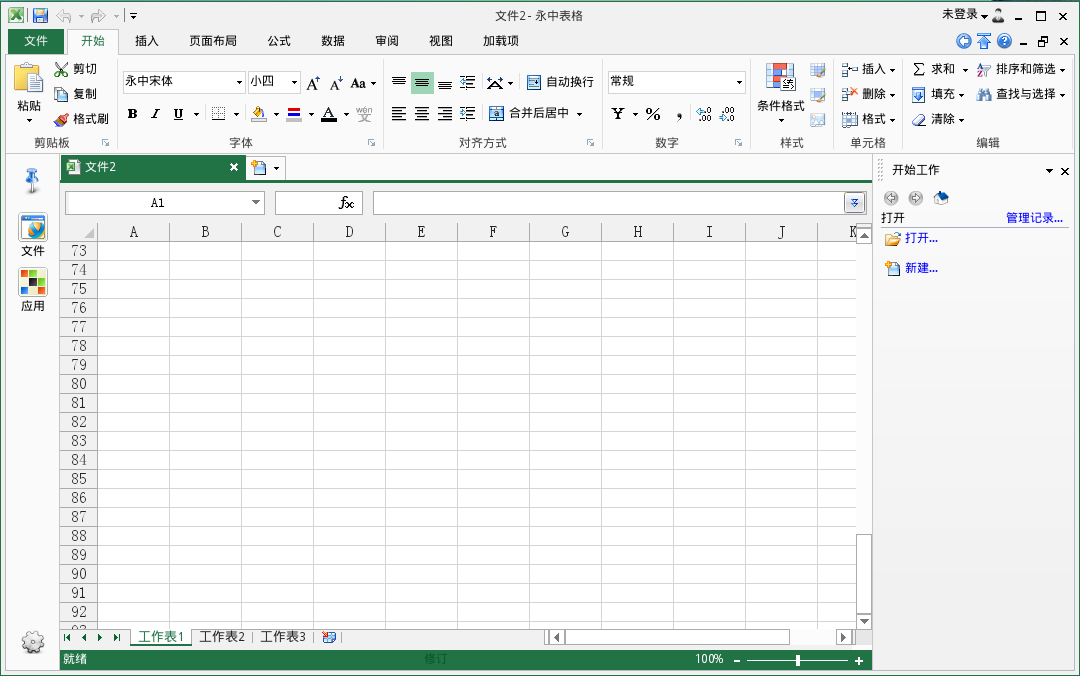 文件2 - 永中表格
未登录
文件 开始 插入 页面布局 公式 数据 审阅 视图 加载项
粘贴 剪切 复制 格式刷
剪贴板
永中宋体 小四 A A Aa
B I U A wén 安
字体
自动换行
合并后居中
对齐方式
常规
¥ % , .00 .00
数字
条件格式
样式
插入
删除
格式
单元格
Σ 求和 排序和筛选
填充 查找与选择
清除
编辑
文件
应用
文件2
A1 fx
A B C D E F G H I J K
73
74
75
76
77
78
79
80
81
82
83
84
85
86
87
88
89
90
91
92
93
工作表1 工作表2 工作表3
就绪 修订 100%
开始工作
打开 管理记录...
打开...
新建...